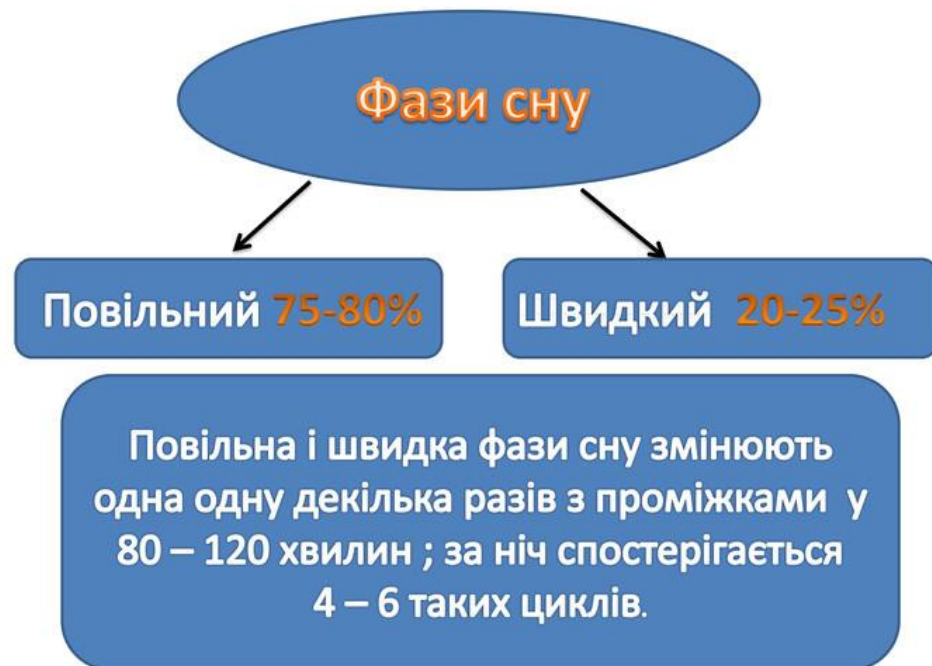 Фази сну
Повільний 75-80%
Швидкий 20-25%
Повільна і швидка фази сну змінюють
одна одну декілька разів з проміжками у
80 – 120 хвилин ; за ніч спостерігається
4 – 6 таких циклів.